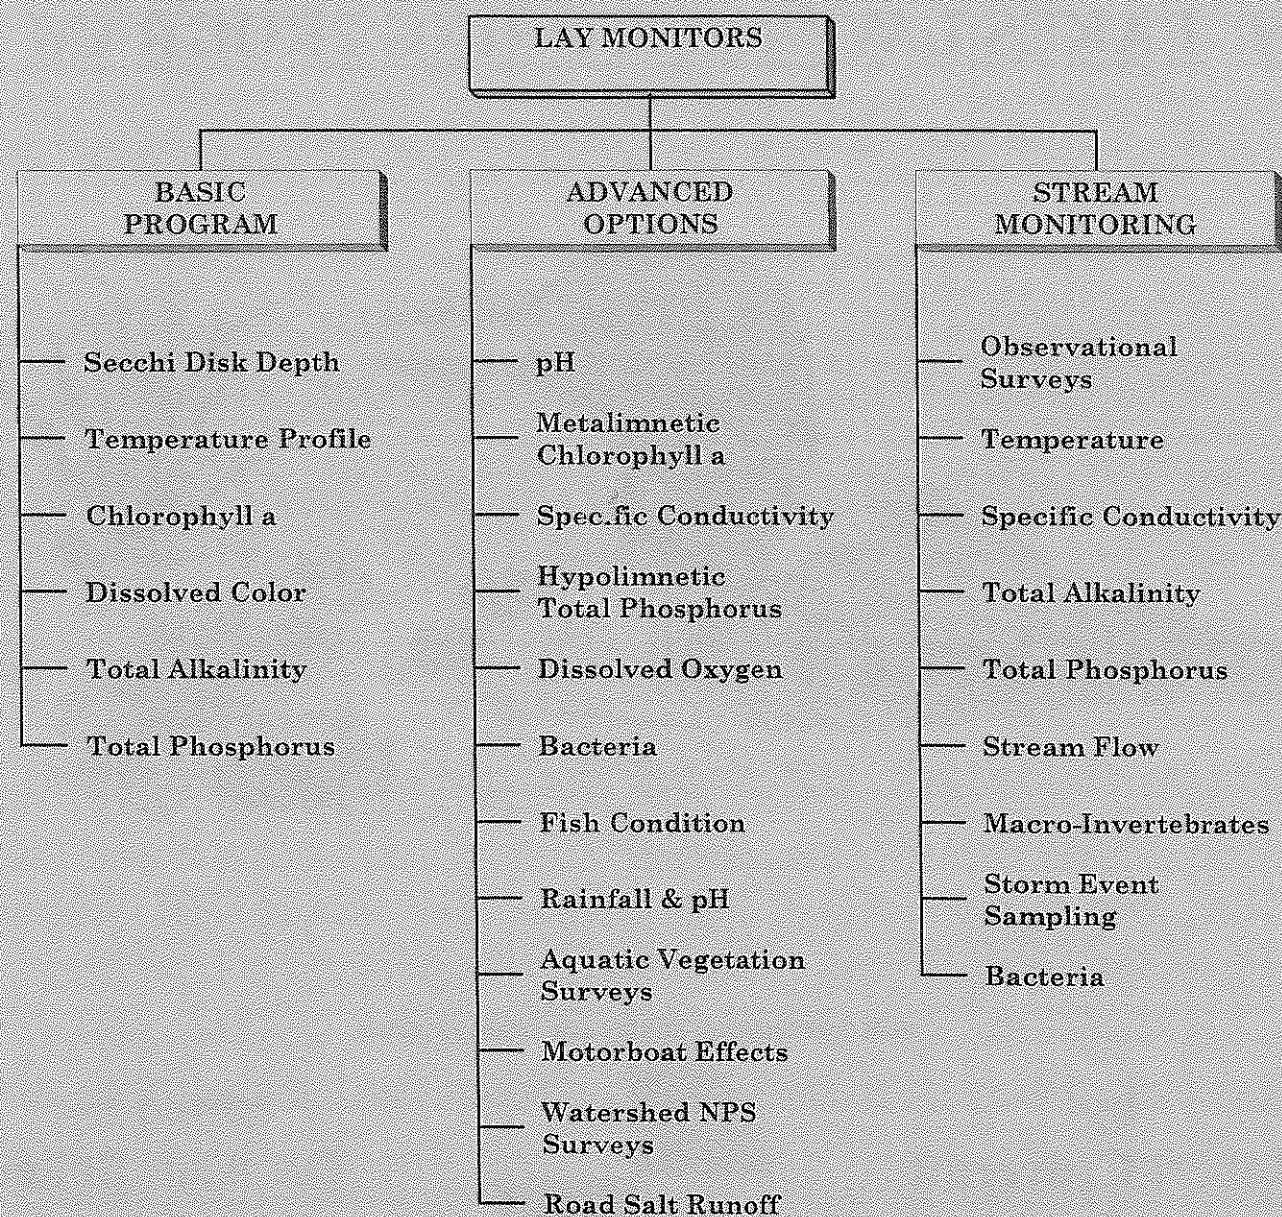 LAY MONITORS
BASIC
PROGRAM
Secchi Disk Depth
Temperature Profile
Chlorophyll a
Dissolved Color
Total Alkalinity
Total Phosphorus
ADVANCED
OPTIONS
pH
Metalimnetic
Chlorophyll a
Specific Conductivity
Hypolimnetic
Total Phosphorus
Dissolved Oxygen
Bacteria
Fish Condition
Rainfall & pH
Aquatic Vegetation
Surveys
Motorboat Effects
Watershed NPS
Surveys
Road Salt Runoff
STREAM
MONITORING
Observational
Surveys
Temperature
Specific Conductivity
Total Alkalinity
Total Phosphorus
Stream Flow
Macro-Invertebrates
Storm Event
Sampling
Bacteria